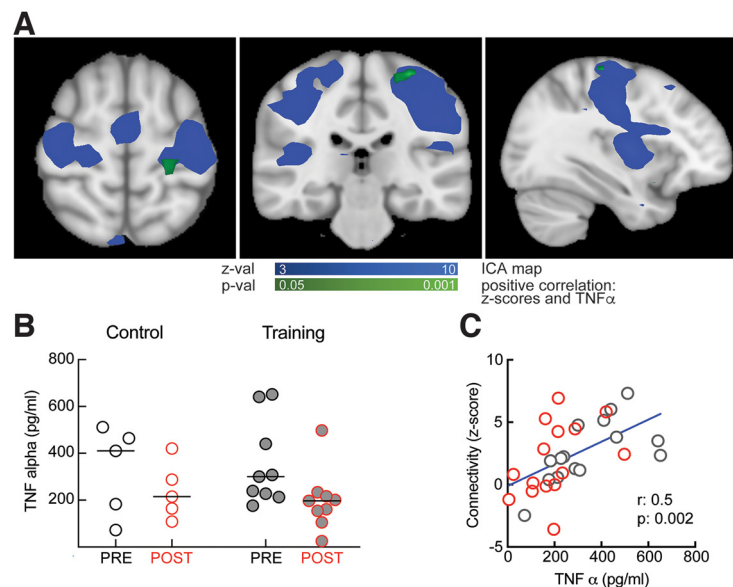 A
z-val 3 10 ICA map
p-val 0.05 0.001 positive correlation:
z-scores and TNFα
B
Control Training
TNF alpha (pg/ml)
800
600
400
200
PRE POST PRE POST
C
Connectivity (z-score)
10
5
0
-5
r: 0.5
p: 0.002
0 200 400 600 800
TNF α (pg/ml)